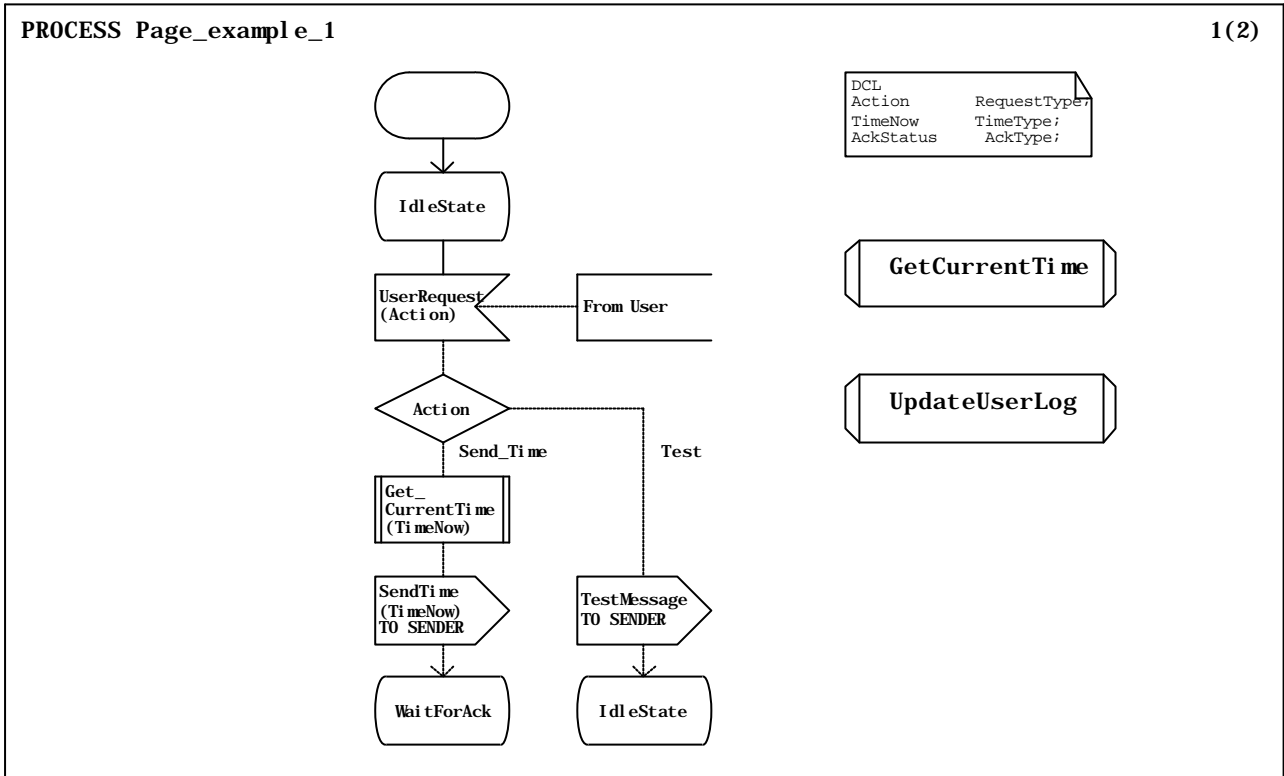 PROCESS Page_example_1
1(2)
DCL
Action RequestType;
TimeNow TimeType;
AckStatus AckType;
IdleState
GetCurrentTime
UserRequest
(Action)
From User
UpdateUserLog
Action
Send_Time
Test
Get_
CurrentTime
(TimeNow)
SendTime
(TimeNow)
TO SENDER
TestMessage
TO SENDER
WaitForAck
IdleState